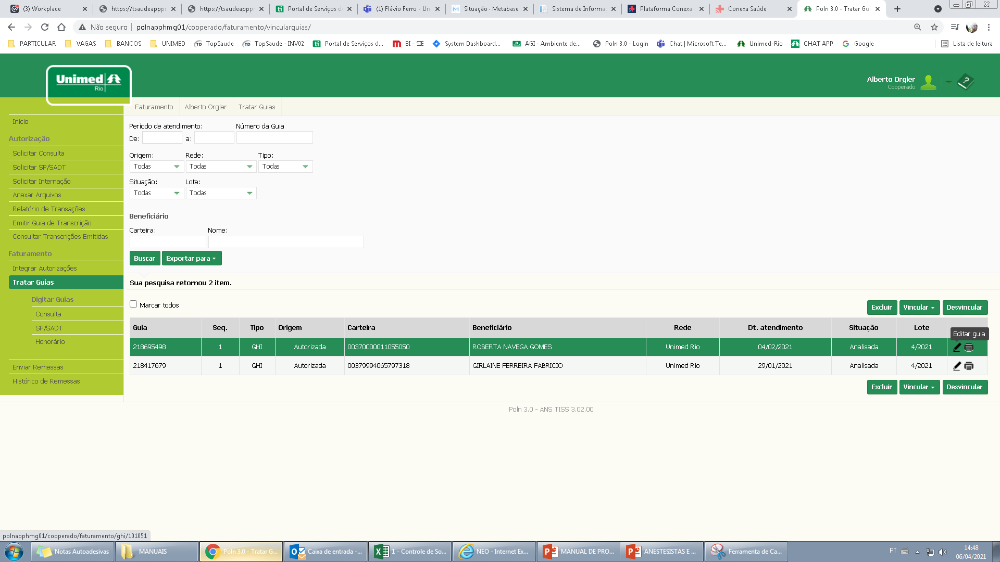 (3) Workplace
https://tsaudeapppr
https://tsaudeapppr
Portal de Serviços d
(1) Flávio Ferro - Un
Situação · Metabase
Sistema de Informa
Plataforma Conexa
Conexa Saúde
Poln 3.0 - Tratar Gui
Não seguro
polnapphmg01/cooperado/faturamento/vincularguias/
PARTICULAR
VAGAS
BANCOS
UNIMED
TopSaude
TopSaude - INV02
Portal de Serviços d...
BI - SIE
System Dashboard...
AGI - Ambiente de...
Poln 3.0 - Login
Chat | Microsoft Te...
Unimed-Rio
CHAT APP
Google
Lista de leitura
Unimed
Rio
Alberto Orgler
Cooperado
?
Faturamento
Alberto Orgler
Tratar Guias
Início
Autorização
Solicitar Consulta
Solicitar SP/SADT
Solicitar Internação
Anexar Arquivos
Relatório de Transações
Emitir Guia de Transcrição
Consultar Transcrições Emitidas
Faturamento
Integrar Autorizações
Tratar Guias
Digitar Guias
Consulta
SP/SADT
Honorário
Enviar Remessas
Histórico de Remessas
Período de atendimento:
Número da Guia
De:
a:
Origem:
Rede:
Tipo:
Todas
Todas
Todas
Situação:
Lote:
Todas
Todas
Beneficiário
Carteira:
Nome:
Buscar
Exportar para
Sua pesquisa retornou 2 item.
Marcar todos
Excluir
Vincular
Desvincular
Guia
Seq.
Tipo
Origem
Carteira
Beneficiário
Rede
Dt. atendimento
Situação
Lote
Editar guia
218695498
1
GHI
Autorizada
00370000011055050
ROBERTA NAVEGA GOMES
Unimed Rio
04/02/2021
Analisada
4/2021
218417679
1
GHI
Autorizada
00379994065797318
GIRLAINE FERREIRA FABRICIO
Unimed Rio
29/01/2021
Analisada
4/2021
Excluir
Vincular
Desvincular
Poln 3.0 - ANS TISS 3.02.00
polnapphmg01/cooperado/faturamento/ghi/101051
Notas Autoadesivas
MANUAIS
Poln 3.0 - Tratar G...
Caixa de entrada -...
1 - Controle de So...
NEO - Internet Ex...
MANUAL DE PRO...
ANESTESISTAS E ...
Ferramenta de Ca...
PT
14:48
06/04/2021